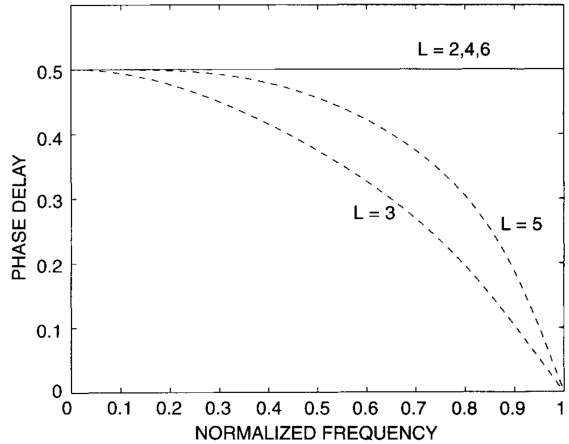 L = 2,4,6
0.5
0.4
0.3
0.2
0.1
0
PHASE DELAY
L = 3
L = 5
0 0.1 0.2 0.3 0.4 0.5 0.6 0.7 0.8 0.9 1
NORMALIZED FREQUENCY